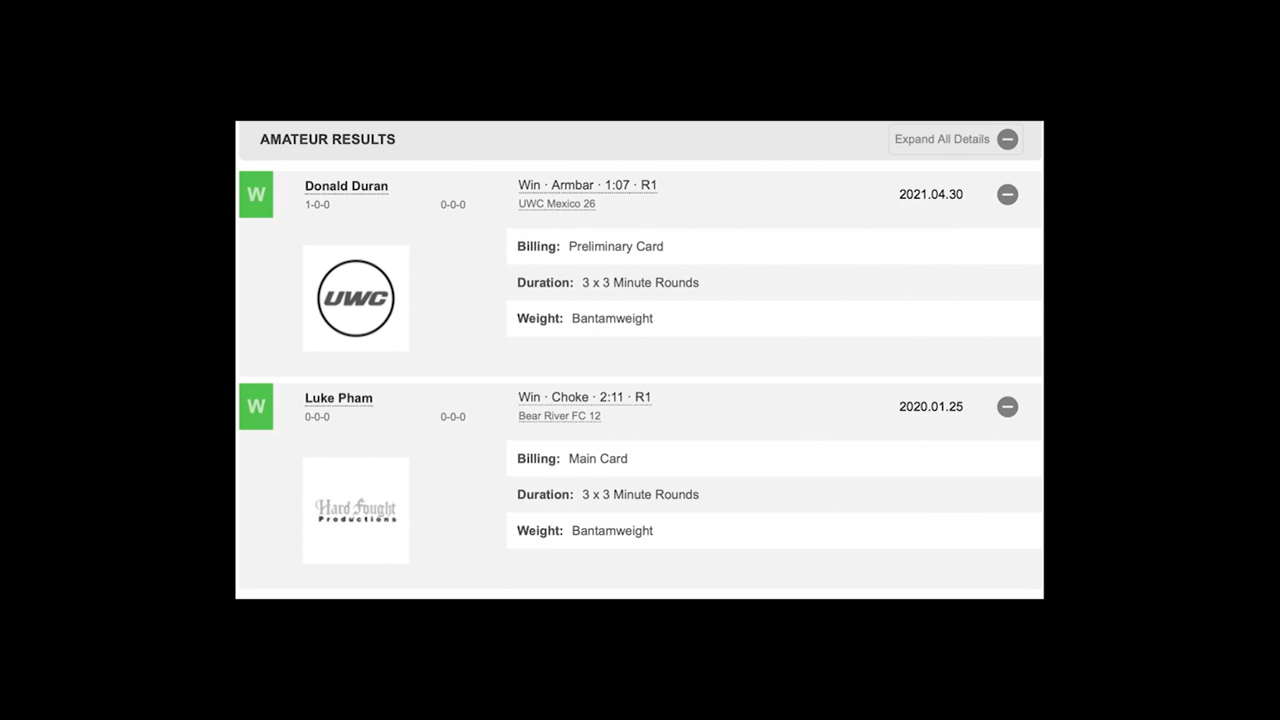 AMATEUR RESULTS
Expand All Details
W
Donald Duran
Win · Armbar · 1:07 · R1
2021.04.30
1-0-0
0-0-0
UWC Mexico 26
Billing: Preliminary Card
Duration: 3 x 3 Minute Rounds
Weight: Bantamweight
UWC
W
Luke Pham
Win · Choke · 2:11 · R1
2020.01.25
0-0-0
0-0-0
Bear River FC 12
Billing: Main Card
Duration: 3 x 3 Minute Rounds
Weight: Bantamweight
Hard Fought
Productions